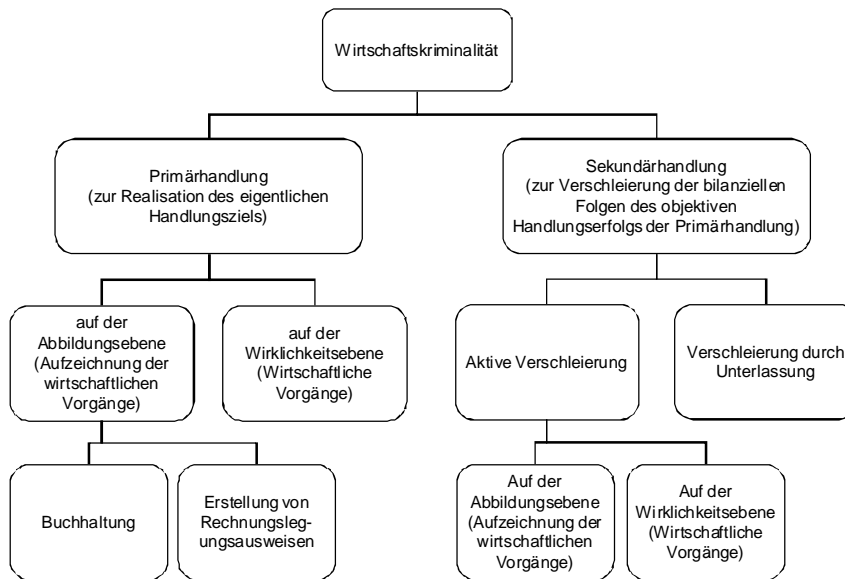 Wirtschaftskriminalität
Primärhandlung
(zur Realisation des eigentlichen
Handlungsziels)
Sekundärhandlung
(zur Verschleierung der bilanziellen
Folgen des objektiven
Handlungserfolgs der Primärhandlung)
auf der
Abbildungsebene
(Aufzeichnung der
wirtschaftlichen
Vorgänge)
auf der
Wirklichkeitsebene
(Wirtschaftliche
Vorgänge)
Aktive Verschleierung
Verschleierung durch
Unterlassung
Buchhaltung
Erstellung von
Rechnungsleg-
ungsausweisen
Auf der
Abbildungsebene
(Aufzeichnung der
wirtschaftlichen
Vorgänge)
Auf der
Wirklichkeitsebene
(Wirtschaftliche
Vorgänge)